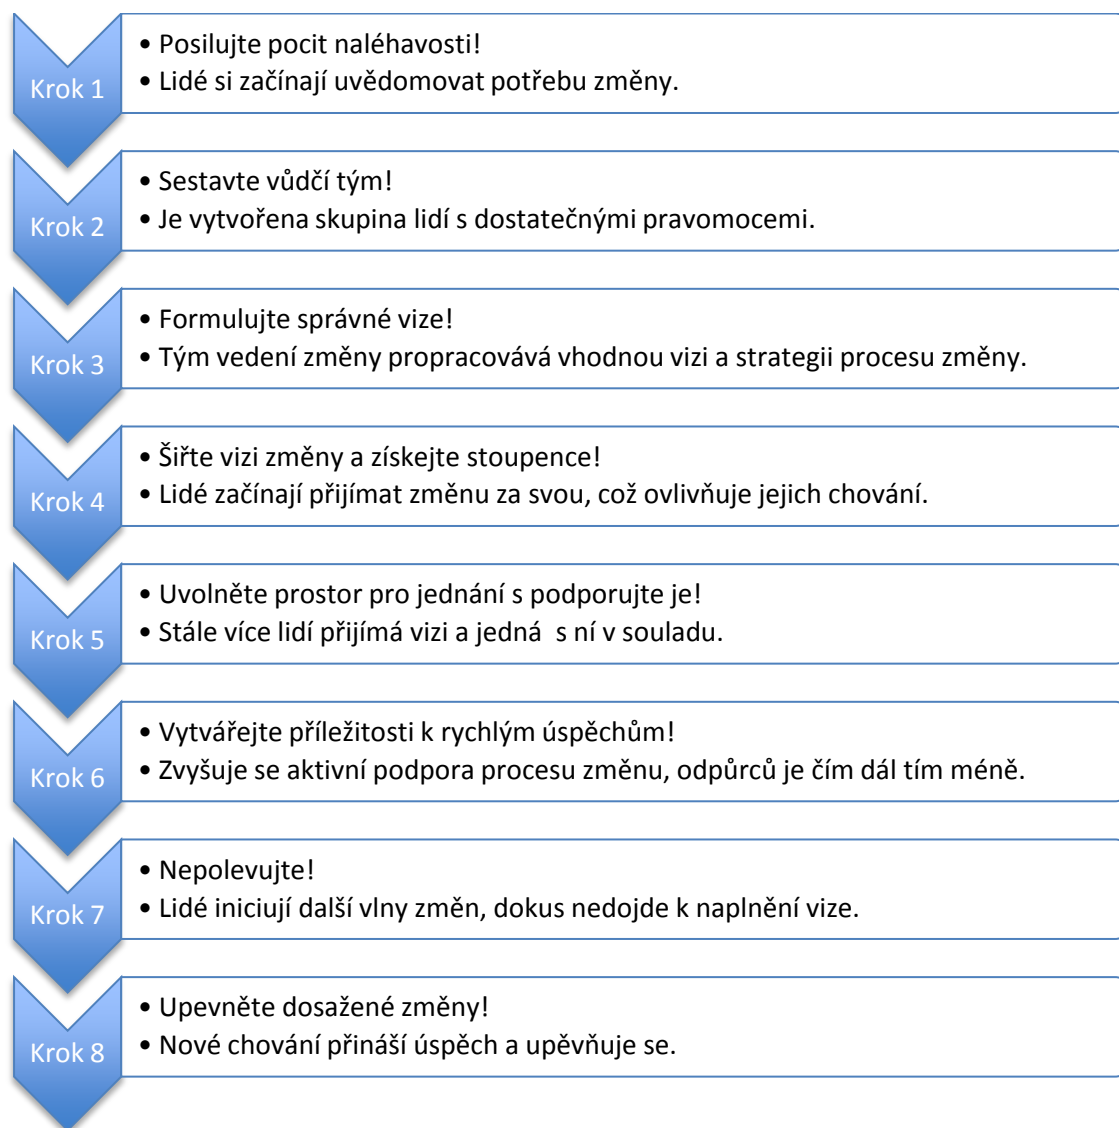 Krok 1
• Posilujte pocit naléhavosti!
• Lidé si začínají uvědomovat potřebu změny.
Krok 2
• Sestavte vůdčí tým!
• Je vytvořena skupina lidí s dostatečnými pravomocemi.
Krok 3
• Formulujte správné vize!
• Tým vedení změny propracovává vhodnou vizi a strategii procesu změny.
Krok 4
• Šiřte vizi změny a získejte stoupence!
• Lidé začínají přijímat změnu za svou, což ovlivňuje jejich chování.
Krok 5
• Uvolněte prostor pro jednání s podporujte je!
• Stále více lidí přijímá vizi a jedná  s ní v souladu.
Krok 6
• Vytvářejte příležitosti k rychlým úspěchům!
• Zvyšuje se aktivní podpora procesu změnu, odpůrců je čím dál tím méně.
Krok 7
• Nepolevujte!
• Lidé iniciují další vlny změn, dokus nedojde k naplnění vize.
Krok 8
• Upevněte dosažené změny!
• Nové chování přináší úspěch a upěvňuje se.